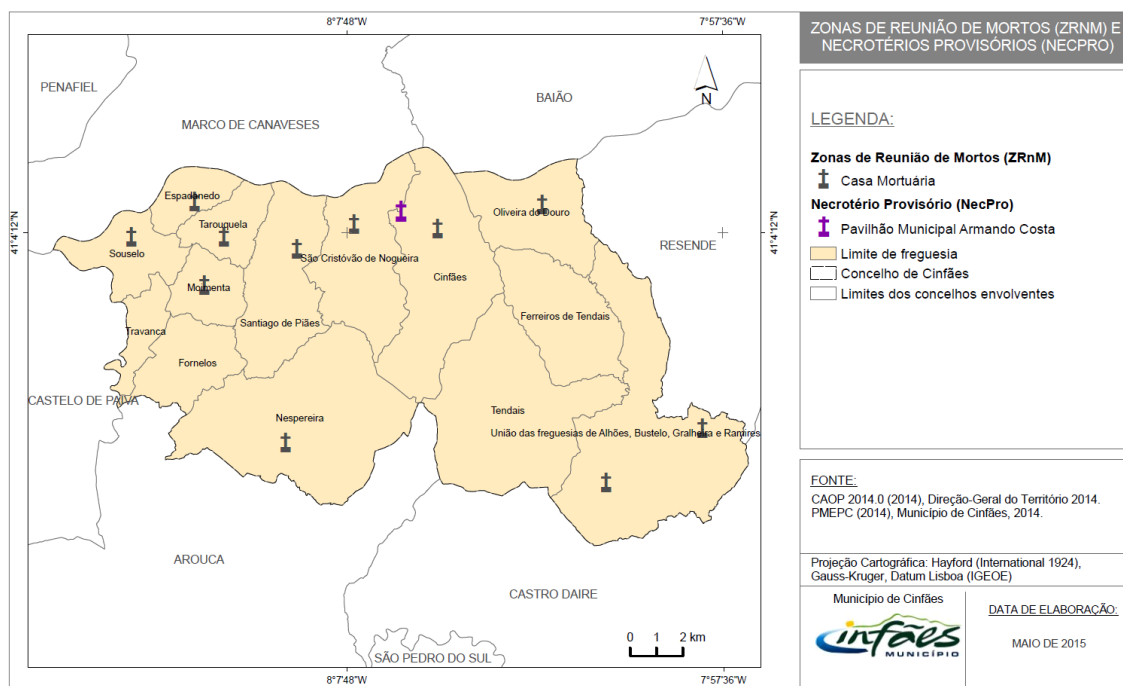 8°7'48"W
7°57'36"W
PENAFIEL
BAIÃO
N
MARCO DE CANAVESES
Espadanedo
Oliveira do Douro
Tarouquela
41°4'12"N
41°4'12"N
RESENDE
Souselo
São Cristóvão de Nogueira
Cinfães
Moimenta
Ferreiros de Tendais
Santiago de Piães
Travanca
Fornelos
CASTELO DE PAIVA
Tendais
Nespereira
União das freguesias de Alhões, Bustelo, Gralheira e Ramires
AROUCA
CASTRO DAIRE
0 1 2 km
SÃO PEDRO DO SUL
8°7'48"W
7°57'36"W
ZONAS DE REUNIÃO DE MORTOS (ZRNM) E
NECROTÉRIOS PROVISÓRIOS (NECPRO)
LEGENDA:
Zonas de Reunião de Mortos (ZRnM)
Casa Mortuária
Necrotério Provisório (NecPro)
Pavilhão Municipal Armando Costa
Limite de freguesia
Concelho de Cinfães
Limites dos concelhos envolventes
FONTE:
CAOP 2014.0 (2014), Direção-Geral do Território 2014.
PMEPC (2014), Município de Cinfães, 2014.
Projeção Cartográfica: Hayford (International 1924),
Gauss-Kruger, Datum Lisboa (IGEOE)
Município de Cinfães
cinfães
MUNICÍPIO
DATA DE ELABORAÇÃO:
MAIO DE 2015